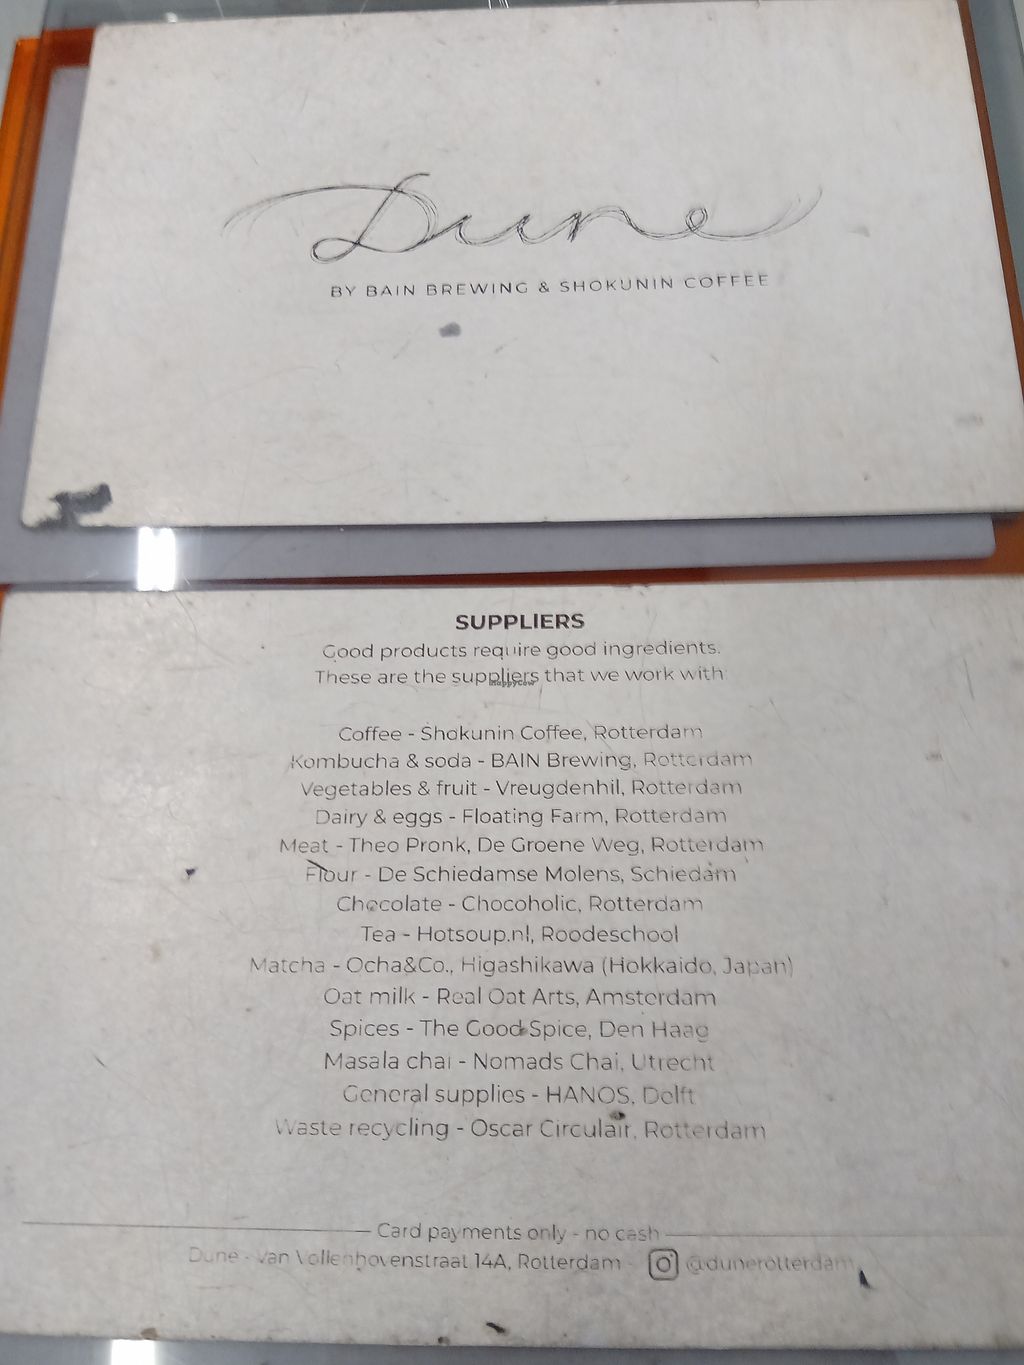 Dune
BY BAIN BREWING & SHOKUNIN COFFEE
SUPPLIERS
Good products require good ingredients.
These are the suppliers that we work with
HappyCow
Coffee - Shokunin Coffee, Rotterdam
Kombucha & soda - BAIN Brewing, Rotterdam
Vegetables & fruit - Vreugdenhil, Rotterdam
Dairy & eggs - Floating Farm, Rotterdam
Meat - Theo Pronk, De Groene Weg, Rotterdam
Flour - De Schiedamse Molens, Schiedam
Chocolate - Chocoholic, Rotterdam
Tea - Hotsoup.nl, Roodeschool
Matcha - Ocha&Co., Higashikawa (Hokkaido, Japan)
Oat milk - Real Oat Arts, Amsterdam
Spices - The Good Spice, Den Haag
Masala chai - Nomads Chai, Utrecht
General supplies - HANOS, Delft
Waste recycling - Oscar Circulair, Rotterdam
Card payments only - no cash
Dune - Van Vollenhovenstraat 14A, Rotterdam - @dunerotterdam